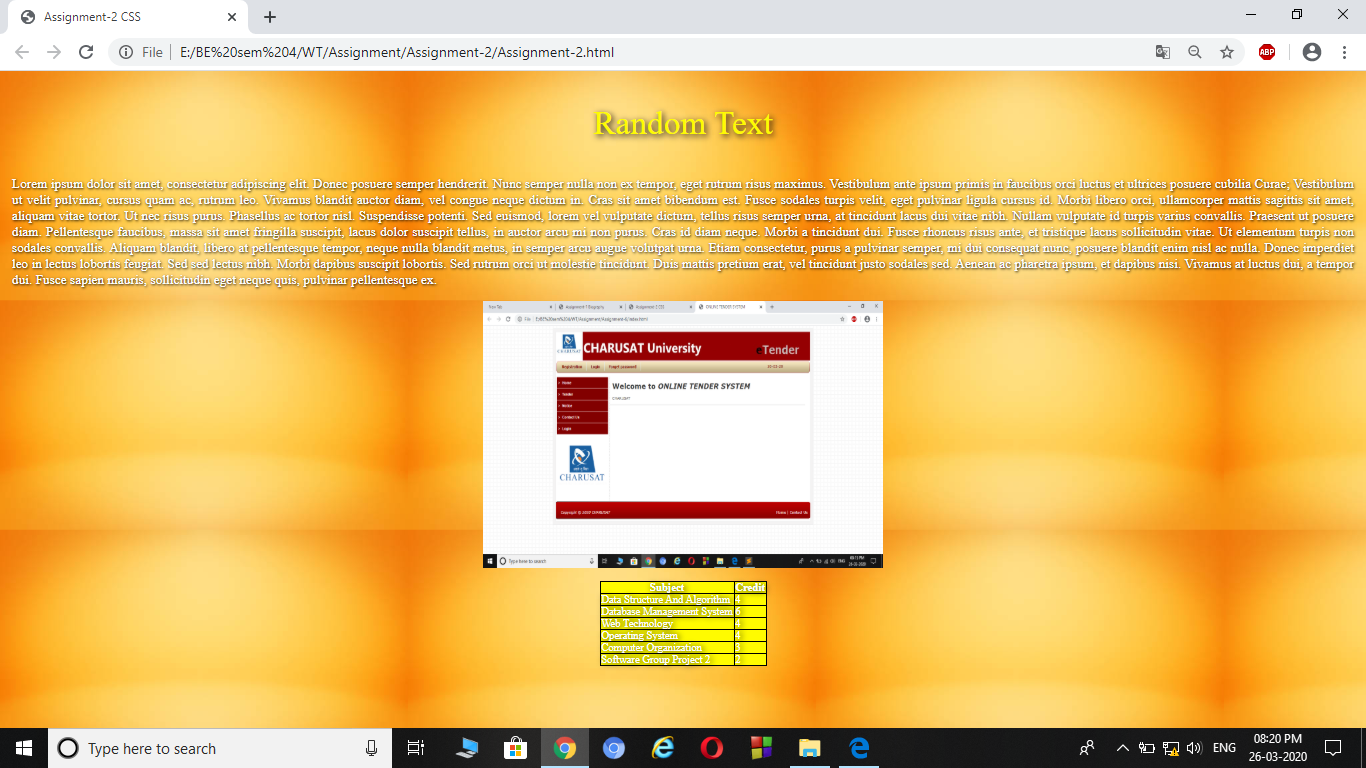 Assignment-2 CSS
File
E:/BE%20sem%204/WT/Assignment/Assignment-2/Assignment-2.html
ABP
Random Text
Lorem ipsum dolor sit amet, consectetur adipiscing elit. Donec posuere semper hendrerit. Nunc semper nulla non ex tempor, eget rutrum risus maximus. Vestibulum ante ipsum primis in faucibus orci luctus et ultrices posuere cubilia Curae; Vestibulum
ut velit pulvinar, cursus quam ac, rutrum leo. Vivamus blandit auctor diam, vel congue neque dictum in. Cras sit amet bibendum est. Fusce sodales turpis velit, eget pulvinar ligula cursus id. Morbi libero orci, ullamcorper mattis sagittis sit amet,
aliquam vitae tortor. Ut nec risus purus. Phasellus ac tortor nisl. Suspendisse potenti. Sed euismod, lorem vel vulputate dictum, tellus risus semper urna, at tincidunt lacus dui vitae nibh. Nullam vulputate id turpis varius convallis. Praesent ut posuere
diam. Pellentesque faucibus, massa sit amet fringilla suscipit, lacus dolor suscipit tellus, in auctor arcu mi non purus. Cras id diam neque. Morbi a tincidunt dui. Fusce rhoncus risus ante, et tristique lacus sollicitudin vitae. Ut elementum turpis non
sodales convallis. Aliquam blandit, libero at pellentesque tempor, neque nulla blandit metus, in semper arcu augue volutpat urna. Etiam consectetur, purus a pulvinar semper, mi dui consequat nunc, posuere blandit enim nisl ac nulla. Donec imperdiet
leo in lectus lobortis feugiat. Sed sed lectus nibh. Morbi dapibus suscipit lobortis. Sed rutrum orci ut molestie tincidunt. Duis mattis pretium erat, vel tincidunt justo sodales sed. Aenean ac pharetra ipsum, et dapibus nisi. Vivamus at luctus dui, a tempor
dui. Fusce sapien mauris, sollicitudin eget neque quis, pulvinar pellentesque ex.
CHARUSAT
CHARUSAT University
eTender
Registration Login Forget password
Home
Tender
Notice
Contact Us
Login
Welcome to ONLINE TENDER SYSTEM
CHARUSAT
CHARUSAT
Copyright © 2020 CHARUSAT
Home | Contact Us
Type here to search
Subject Credit
Data Structure And Algorithm 4
Database Management System 6
Web Technology 4
Operating System 4
Computer Organization 3
Software Group Project 2 2
Type here to search
ENG
08:20 PM
26-03-2020